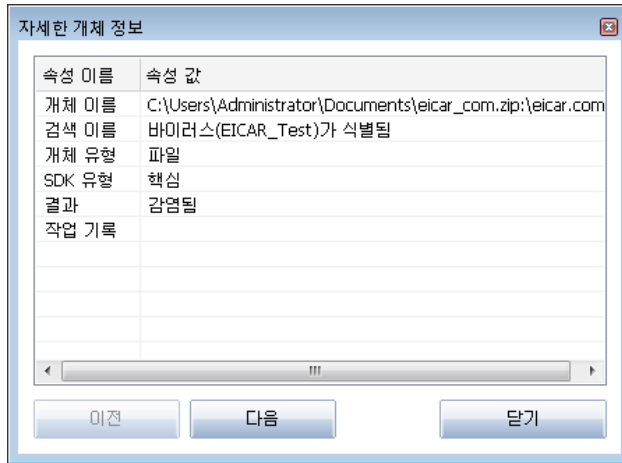 자세한 개체 정보
속성 이름 속성 값
개체 이름 C:\Users\Administrator\Documents\eicar_com.zip:\eicar.com
검색 이름 바이러스(EICAR_Test)가 식별됨
개체 유형 파일
SDK 유형 핵심
결과 감염됨
작업 기록
이전 다음 닫기